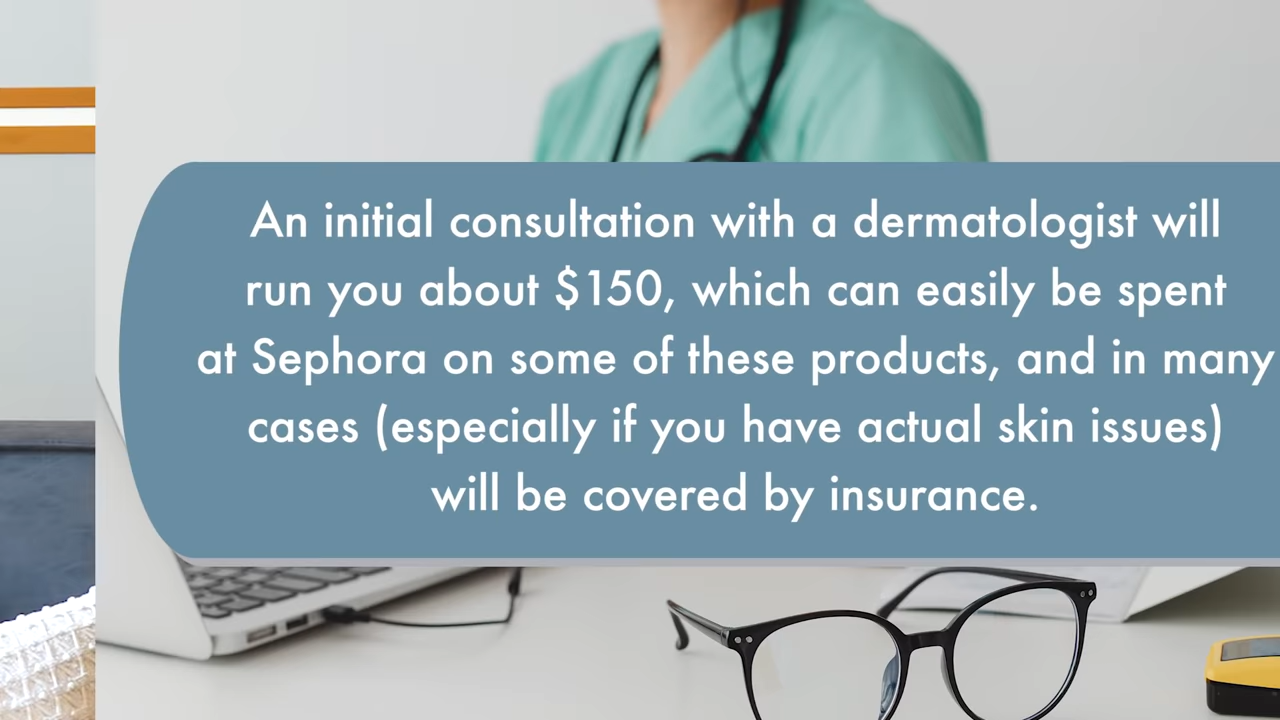 An initial consultation with a dermatologist will
run you about $150, which can easily be spent
at Sephora on some of these products, and in many
cases (especially if you have actual skin issues)
will be covered by insurance.